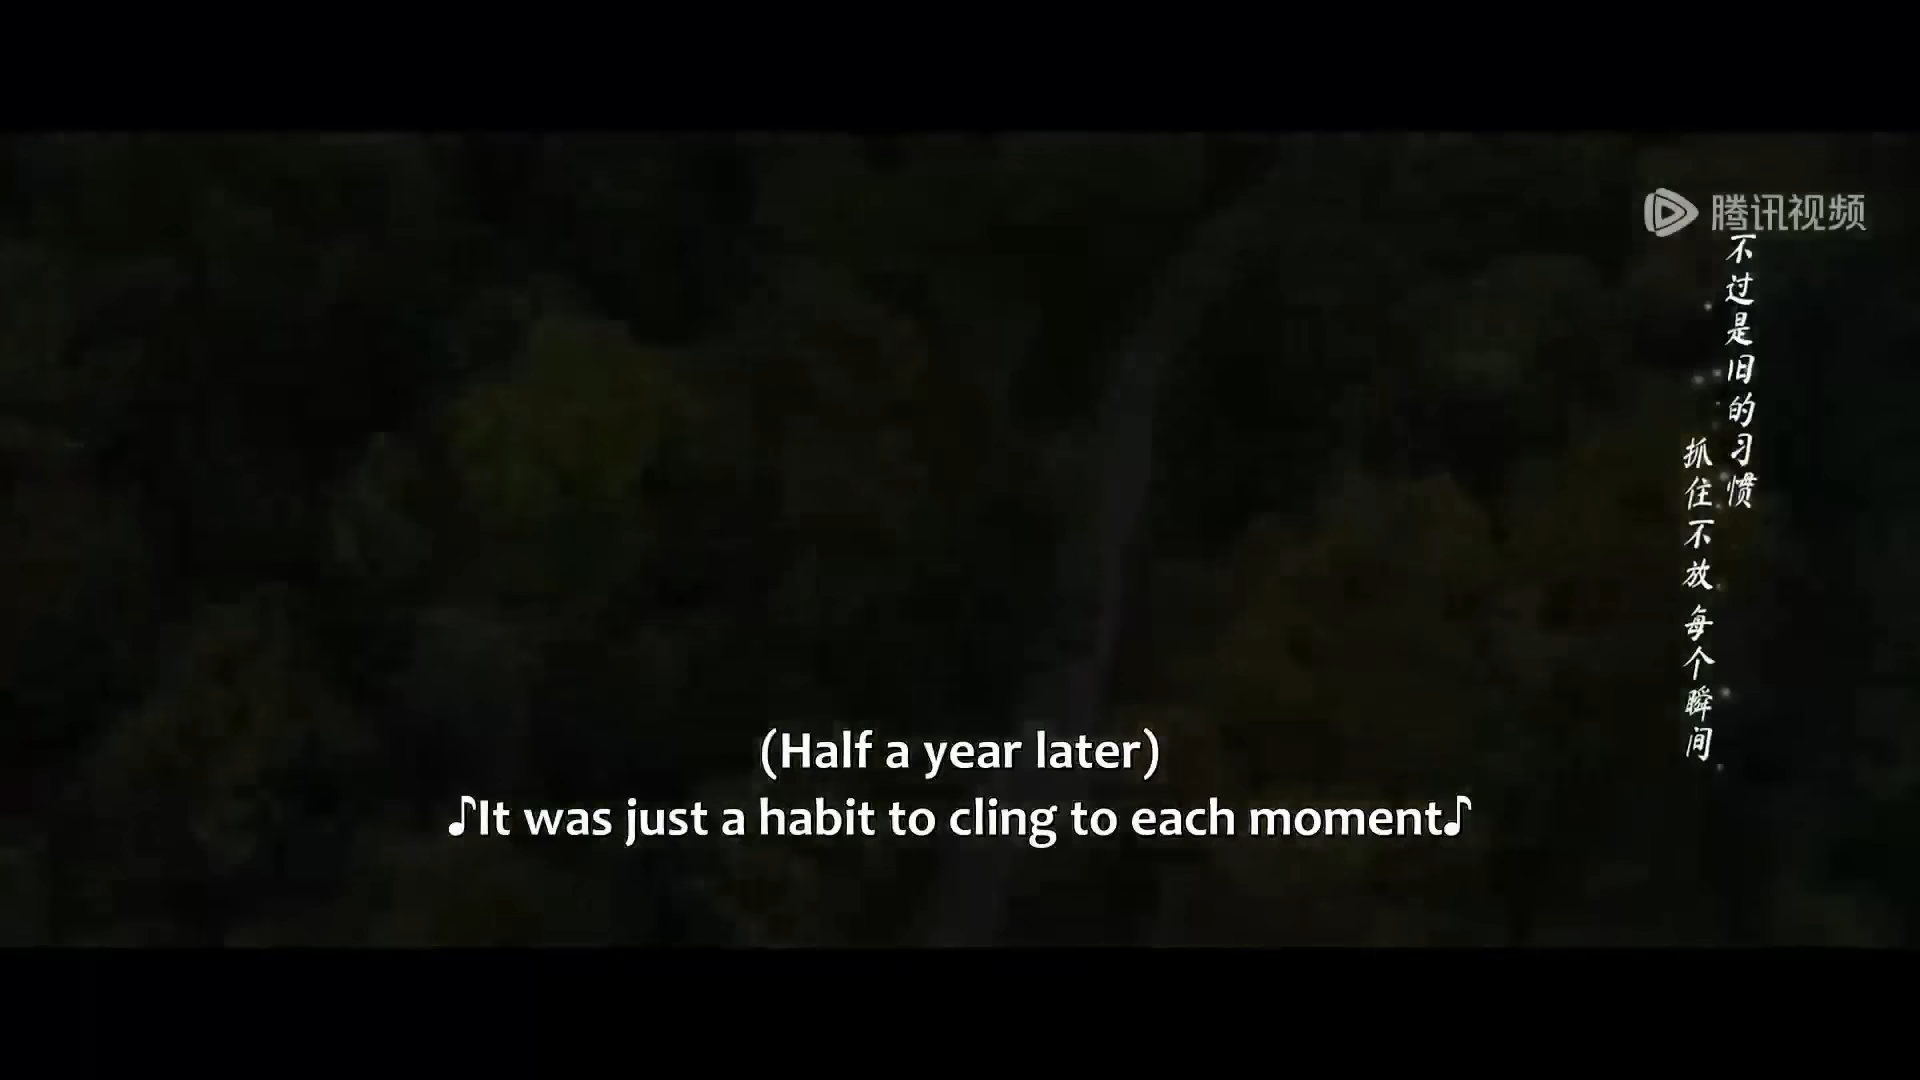 腾讯视频
不过是旧的习惯
抓住不放 每个瞬间
(Half a year later)
♪It was just a habit to cling to each moment♪